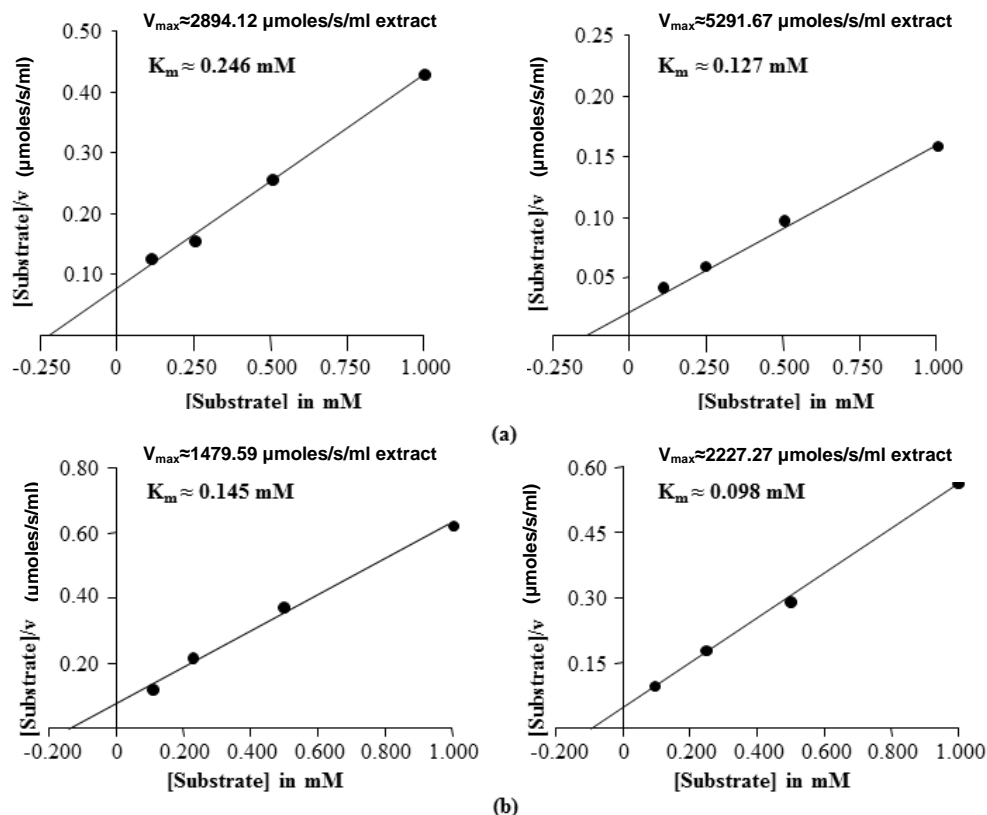 Vmax≈2894.12 µmoles/s/ml extract
Km ≈ 0.246 mM
[Substrate]/v (µmoles/s/ml)
0.50
0.40
0.30
0.20
0.10
-0.250 0 0.250 0.500 0.750 1.000
[Substrate] in mM
Vmax≈5291.67 µmoles/s/ml extract
Km ≈ 0.127 mM
[Substrate]/v (µmoles/s/ml)
0.25
0.20
0.15
0.10
0.05
-0.250 0 0.250 0.500 0.750 1.000
[Substrate] in mM
(a)
Vmax≈1479.59 µmoles/s/ml extract
Km ≈ 0.145 mM
[Substrate]/v (umoles/s/ml)
0.80
0.60
0.40
0.20
-0.200 0 0.200 0.400 0.600 0.800 1.000
[Substrate] in mM
Vmax≈2227.27 µmoles/s/ml extract
Km ≈ 0.098 mM
[Substrate]/v (µmoles/s/ml)
0.60
0.45
0.30
0.15
-0.200 0 0.200 0.400 0.600 0.800 1.000
[Substrate] in mM
(b)